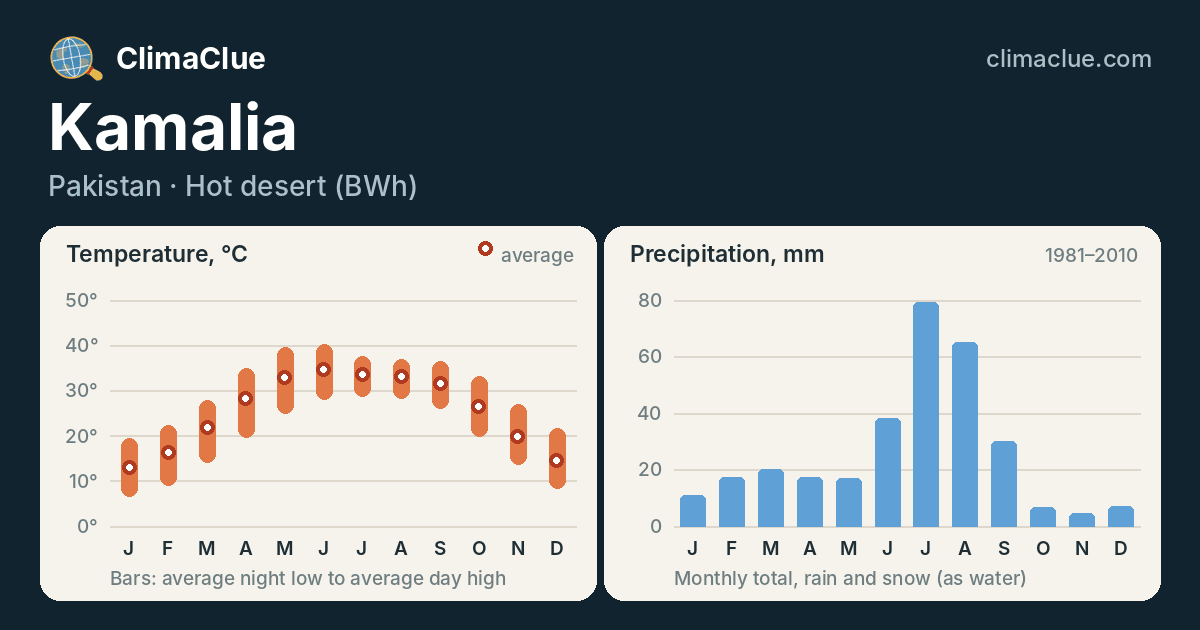 ClimaClue
climaclue.com
Kamalia
Pakistan · Hot desert (BWh)
Temperature, °C
average
50°
40°
30°
20°
10°
0°
J F M A M J J A S O N D
Bars: average night low to average day high
Precipitation, mm
1981–2010
80
60
40
20
0
J F M A M J J A S O N D
Monthly total, rain and snow (as water)